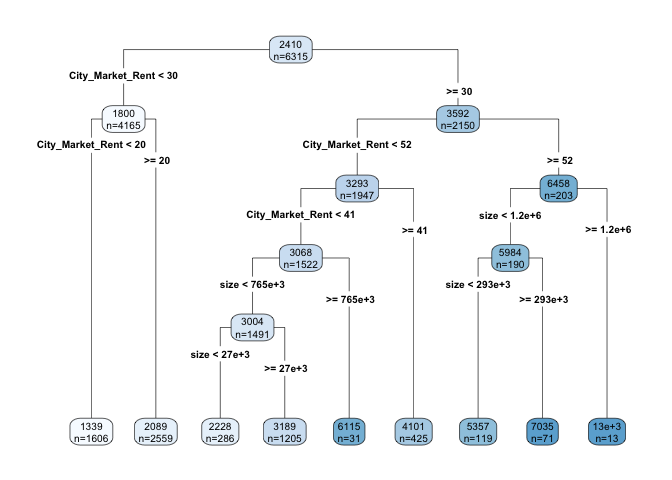 2410
n=6315
City_Market_Rent < 30
>= 30
1800
n=4165
3592
n=2150
City_Market_Rent < 20
>= 20
City_Market_Rent < 52
>= 52
3293
n=1947
6458
n=203
City_Market_Rent < 41
>= 41
size < 1.2e+6
>= 1.2e+6
3068
n=1522
5984
n=190
size < 765e+3
>= 765e+3
size < 293e+3
>= 293e+3
3004
n=1491
size < 27e+3
>= 27e+3
1339
n=1606
2089
n=2559
2228
n=286
3189
n=1205
6115
n=31
4101
n=425
5357
n=119
7035
n=71
13e+3
n=13